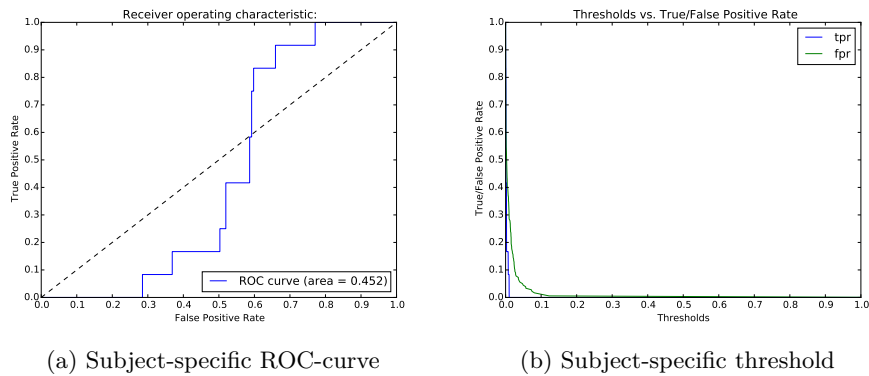 Receiver operating characteristic:
True Positive Rate
1.0
0.9
0.8
0.7
0.6
0.5
0.4
0.3
0.2
0.1
0.0
ROC curve (area = 0.452)
0.0 0.1 0.2 0.3 0.4 0.5 0.6 0.7 0.8 0.9 1.0
False Positive Rate
(a) Subject-specific ROC-curve
Thresholds vs. True/False Positive Rate
True/False Positive Rate
1.0
0.9
0.8
0.7
0.6
0.5
0.4
0.3
0.2
0.1
0.0
tpr
fpr
0.0 0.1 0.2 0.3 0.4 0.5 0.6 0.7 0.8 0.9 1.0
Thresholds
(b) Subject-specific threshold